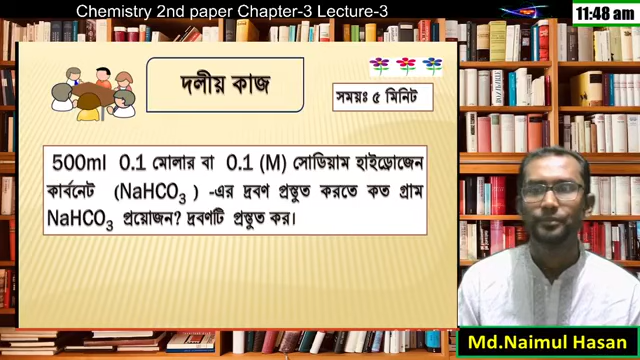 Chemistry 2nd paper Chapter-3 Lecture-3
11:48 am
দলীয় কাজ
সময়ঃ ৫ মিনিট
500ml 0.1 মোলার বা 0.1 (M) সোডিয়াম হাইড্রোজেন
কার্বনেট (NaHCO3) -এর দ্রবণ প্রস্তুত করতে কত গ্রাম
NaHCO3 প্রয়োজন? দ্রবণটি প্রস্তুত কর।
Md.Naimul Hasan